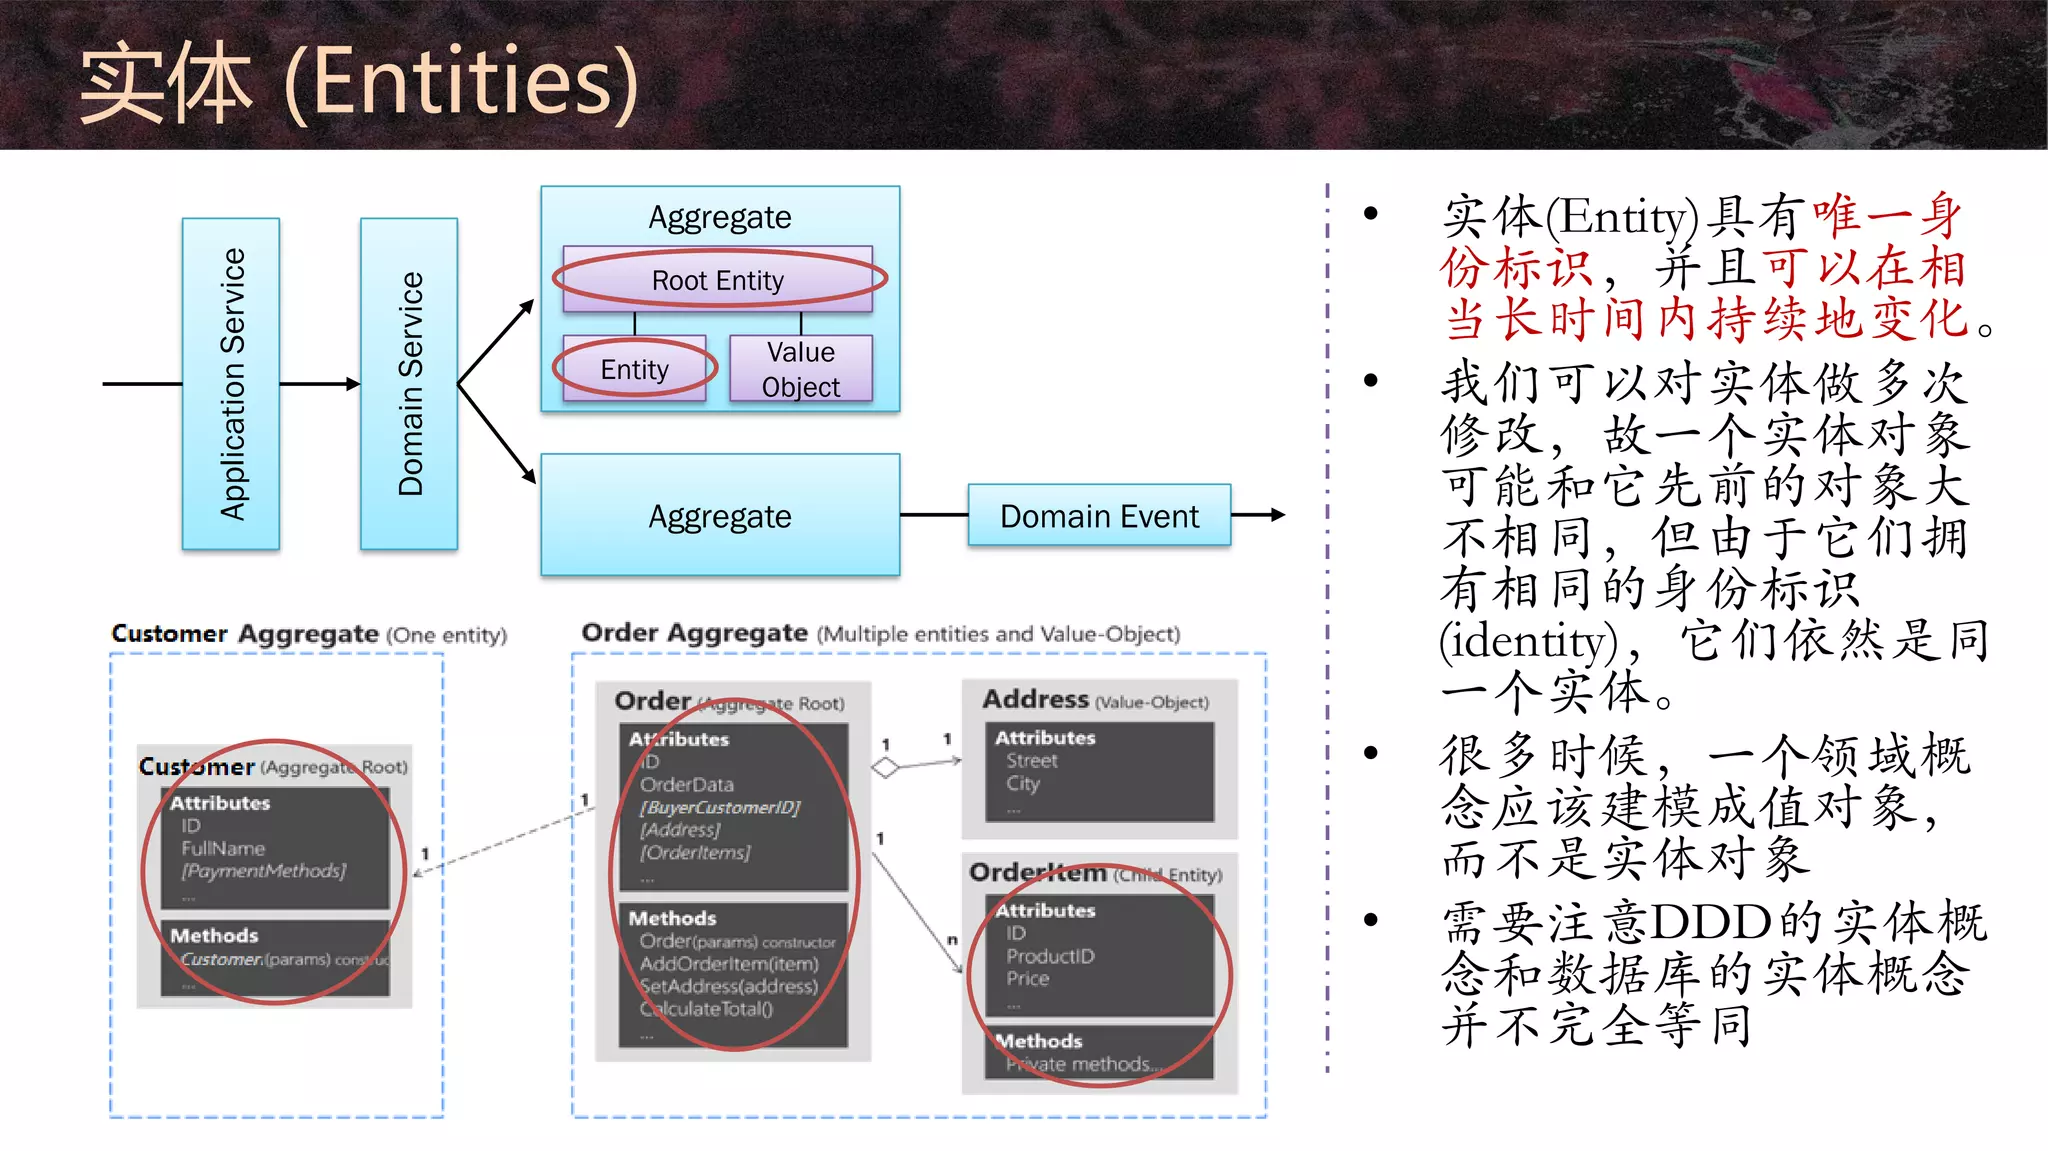 实体 (Entities)
Application Service
Domain Service
Aggregate
Root Entity
Entity
Value
Object
Aggregate
Domain Event
Customer Aggregate (One entity)
Customer (Aggregate Root)
Attributes
ID
FullName
[PaymentMethods]
...
Methods
Customer.(params) construc
...
1
1
Order Aggregate (Multiple entities and Value-Object)
Order (Aggregate Root)
Attributes
ID
OrderData
[BuyerCustomerID]
[Address]
[OrderItems]
...
Methods
Order(params) constructor
AddOrderItem(item)
SetAddress(address)
CalculateTotal()
...
1
1
1
n
Address (Value-Object)
Attributes
Street
City
...
OrderItem (Child Entity)
Attributes
ID
ProductID
Price
...
Methods
Private methods....
• 实体(Entity)具有唯一身
份标识，并且可以在相
当长时间内持续地变化。
• 我们可以对实体做多次
修改，故一个实体对象
可能和它先前的对象大
不相同，但由于它们拥
有相同的身份标识
(identity)，它们依然是同
一个实体。
• 很多时候，一个领域概
念应该建模成值对象，
而不是实体对象
• 需要注意DDD的实体概
念和数据库的实体概念
并不完全等同